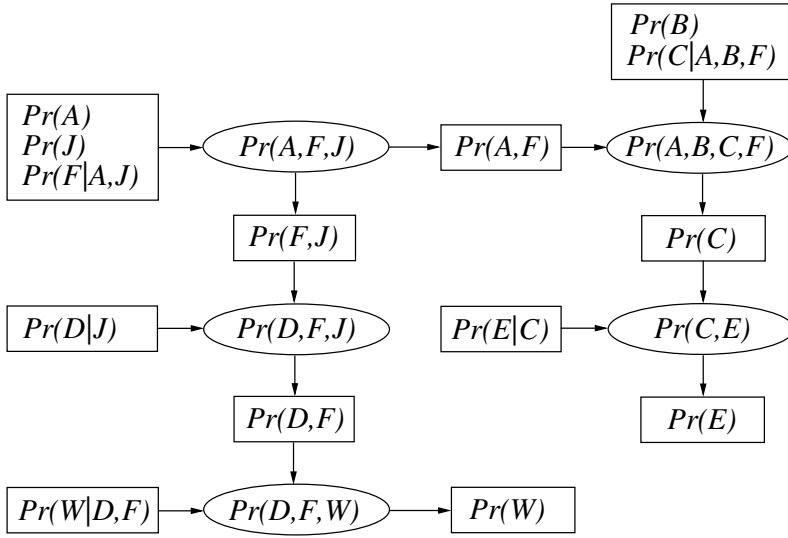 Pr(B)
Pr(C|A,B,F)
Pr(A)
Pr(J)
Pr(F|A,J)
Pr(A,F,J)
Pr(A,F)
Pr(A,B,C,F)
Pr(F,J)
Pr(C)
Pr(D|J)
Pr(D,F,J)
Pr(E|C)
Pr(C,E)
Pr(D,F)
Pr(E)
Pr(W|D,F)
Pr(D,F,W)
Pr(W)